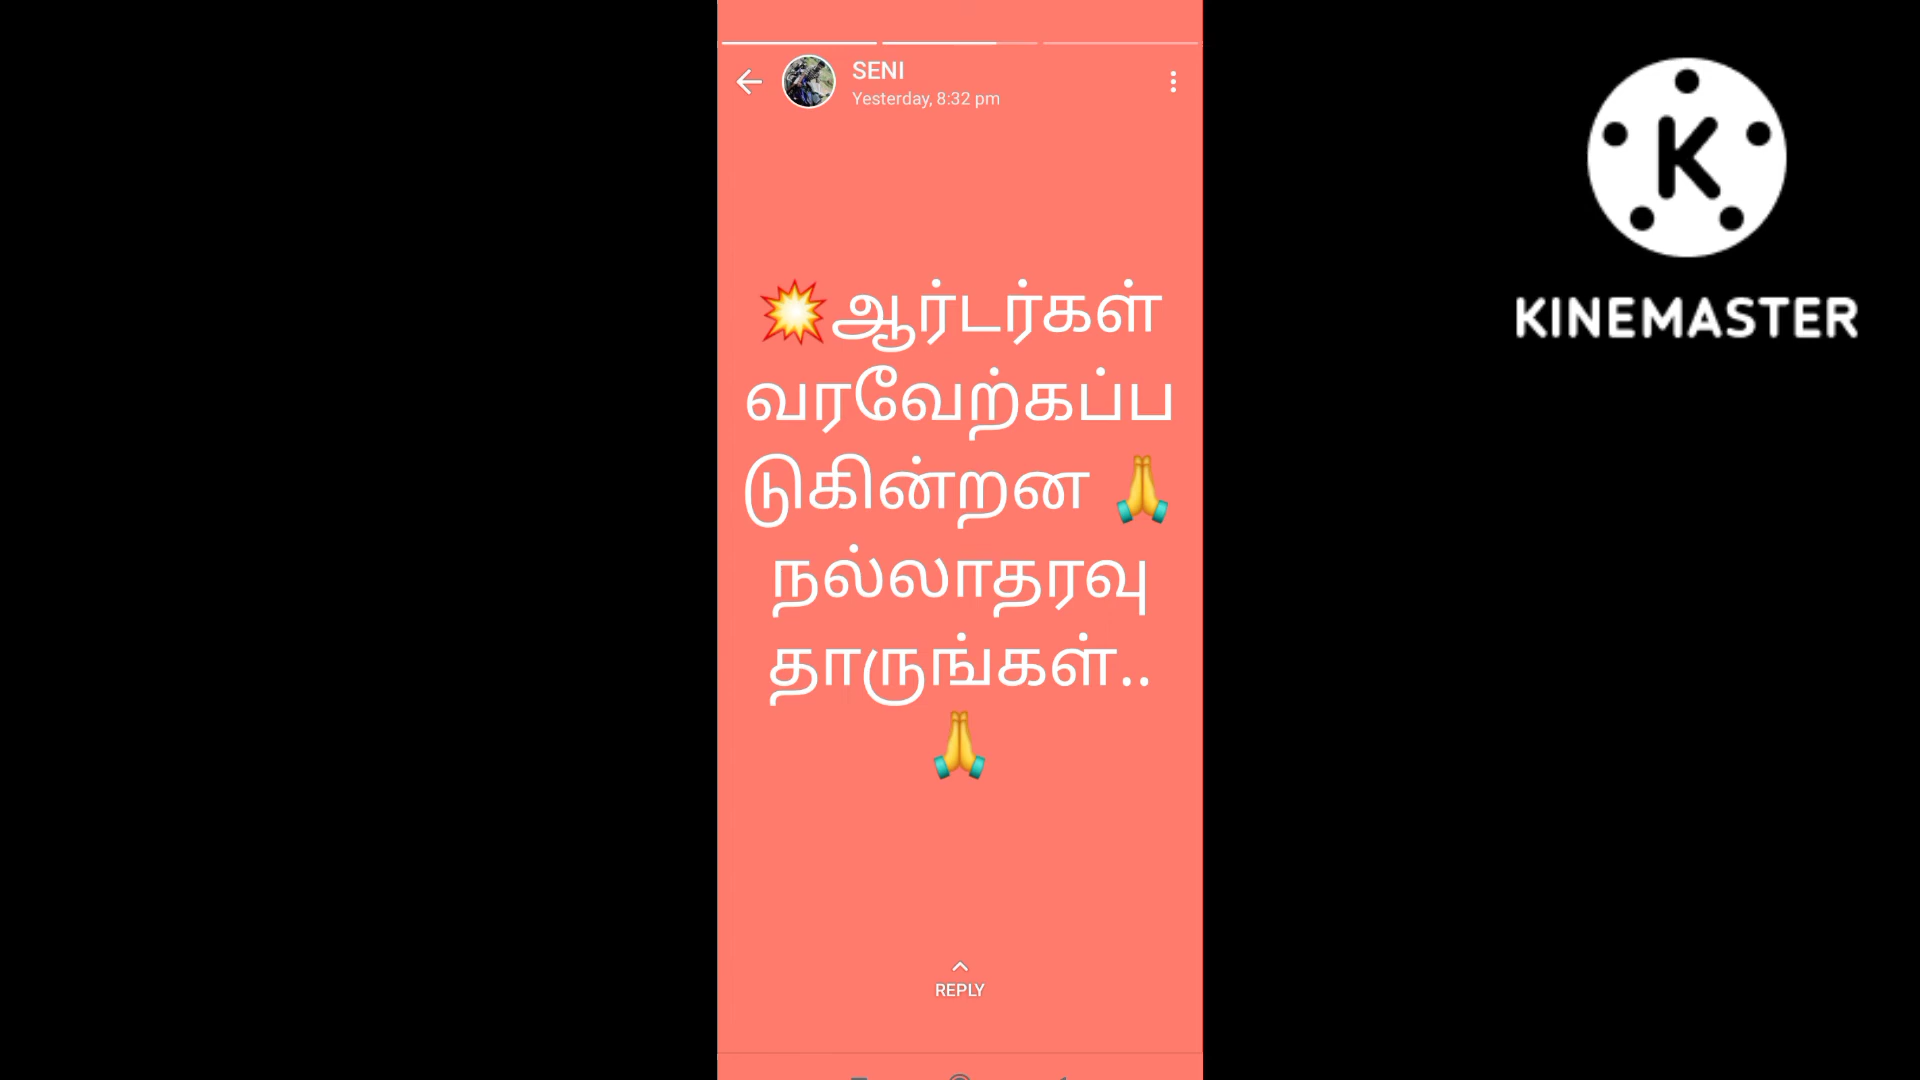 SENI
Yesterday, 8:32 pm
💥ஆர்டர்கள்
வரவேற்கப்ப
டுகின்றன 🙏
நல்லாதரவு
தாருங்கள்..
🙏
REPLY
K
KINEMASTER